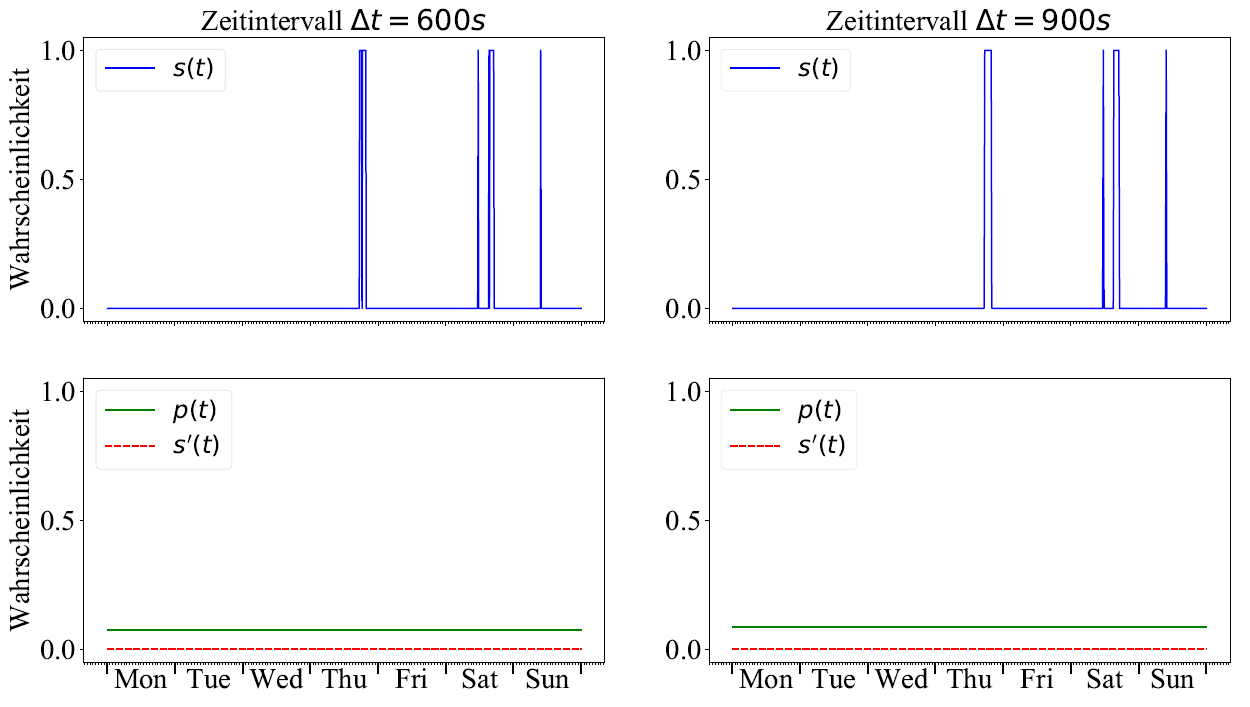 Zeitintervall Δt = 600s
Zeitintervall Δt = 900s
Wahrscheinlichkeit
1.0
0.5
0.0
s(t)
1.0
0.5
0.0
s(t)
Wahrscheinlichkeit
1.0
0.5
0.0
p(t)
s′(t)
Mon Tue Wed Thu Fri Sat Sun
1.0
0.5
0.0
p(t)
s′(t)
Mon Tue Wed Thu Fri Sat Sun